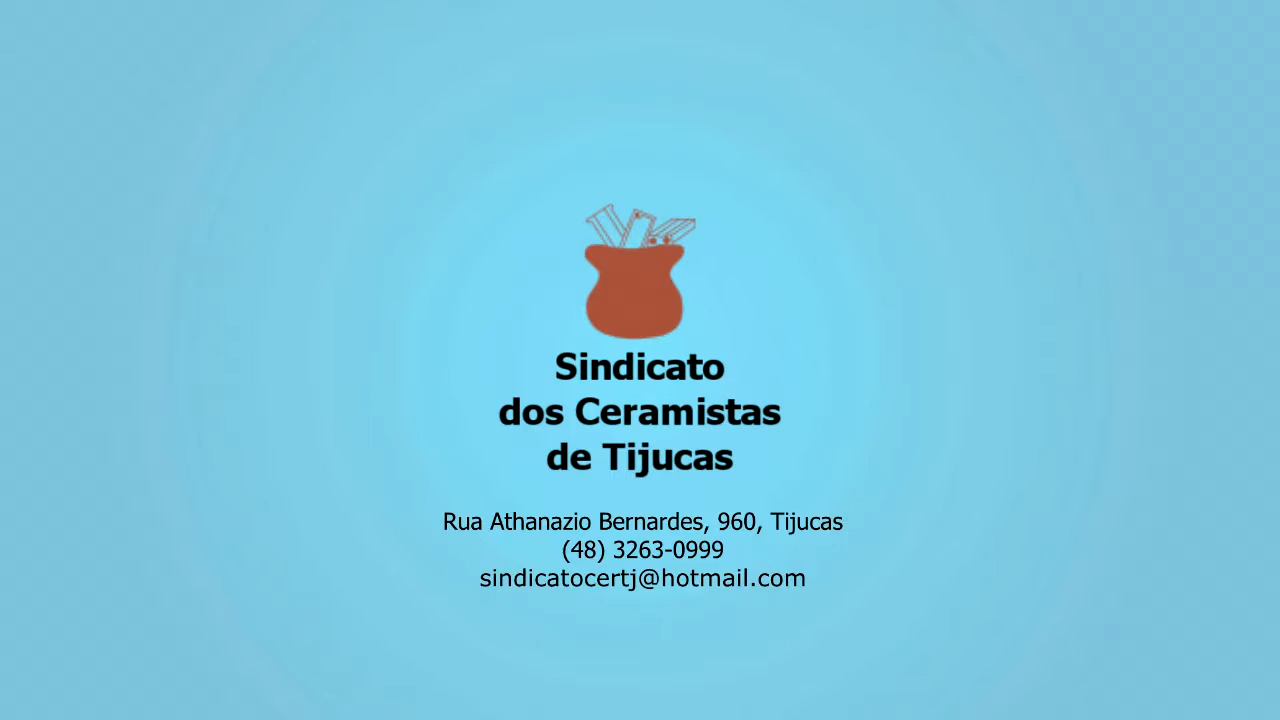 Sindicato
dos Ceramistas
de Tijucas
Rua Athanazio Bernardes, 960, Tijucas
(48) 3263-0999
sindicatocertj@hotmail.com